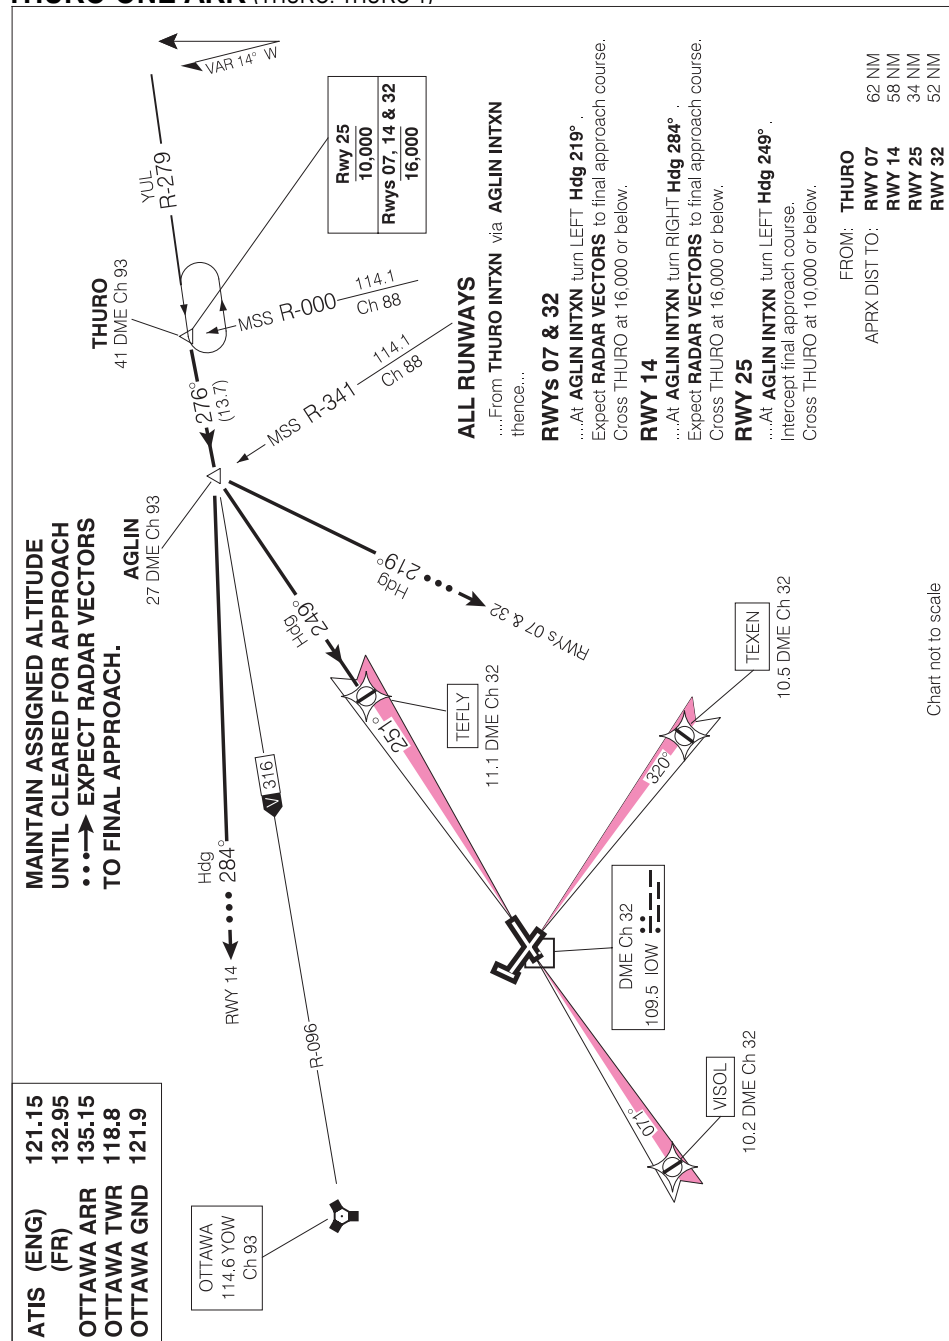 THURO ONE ARR (THURO. THURO 1)
ATIS (ENG) 121.15
(FR) 132.95
OTTAWA ARR 135.15
OTTAWA TWR 118.8
OTTAWA GND 121.9
MAINTAIN ASSIGNED ALTITUDE
UNTIL CLEARED FOR APPROACH
EXPECT RADAR VECTORS
TO FINAL APPROACH.
VAR 14° W
YUL
R-279
THURO
41 DME Ch 93
Rwy 25
10,000
Rwys 07, 14 & 32
16,000
276°
(13.7)
MSS R-000 114.1
Ch 88
MSS R-341 114.1
Ch 88
AGLIN
27 DME Ch 93
Hdg
284°
RWY 14
V 316
R-096
OTTAWA
114.6 YOW
Ch 93
Hdg
249°
Hdg
219°
RWYs 07 & 32
251°
TEFLY
11.1 DME Ch 32
320°
TEXEN
10.5 DME Ch 32
DME Ch 32
109.5 IOW
071°
VISOL
10.2 DME Ch 32
ALL RUNWAYS
....From THURO INTXN via AGLIN INTXN
thence...
RWYs 07 & 32
....At AGLIN INTXN turn LEFT Hdg 219° .
Expect RADAR VECTORS to final approach course.
Cross THURO at 16,000 or below.
RWY 14
....At AGLIN INTXN turn RIGHT Hdg 284° .
Expect RADAR VECTORS to final approach course.
Cross THURO at 16,000 or below.
RWY 25
....At AGLIN INTXN turn LEFT Hdg 249° .
Intercept final approach course.
Cross THURO at 10,000 or below.
FROM: THURO
APRX DIST TO: RWY 07 62 NM
RWY 14 58 NM
RWY 25 34 NM
RWY 32 52 NM
Chart not to scale